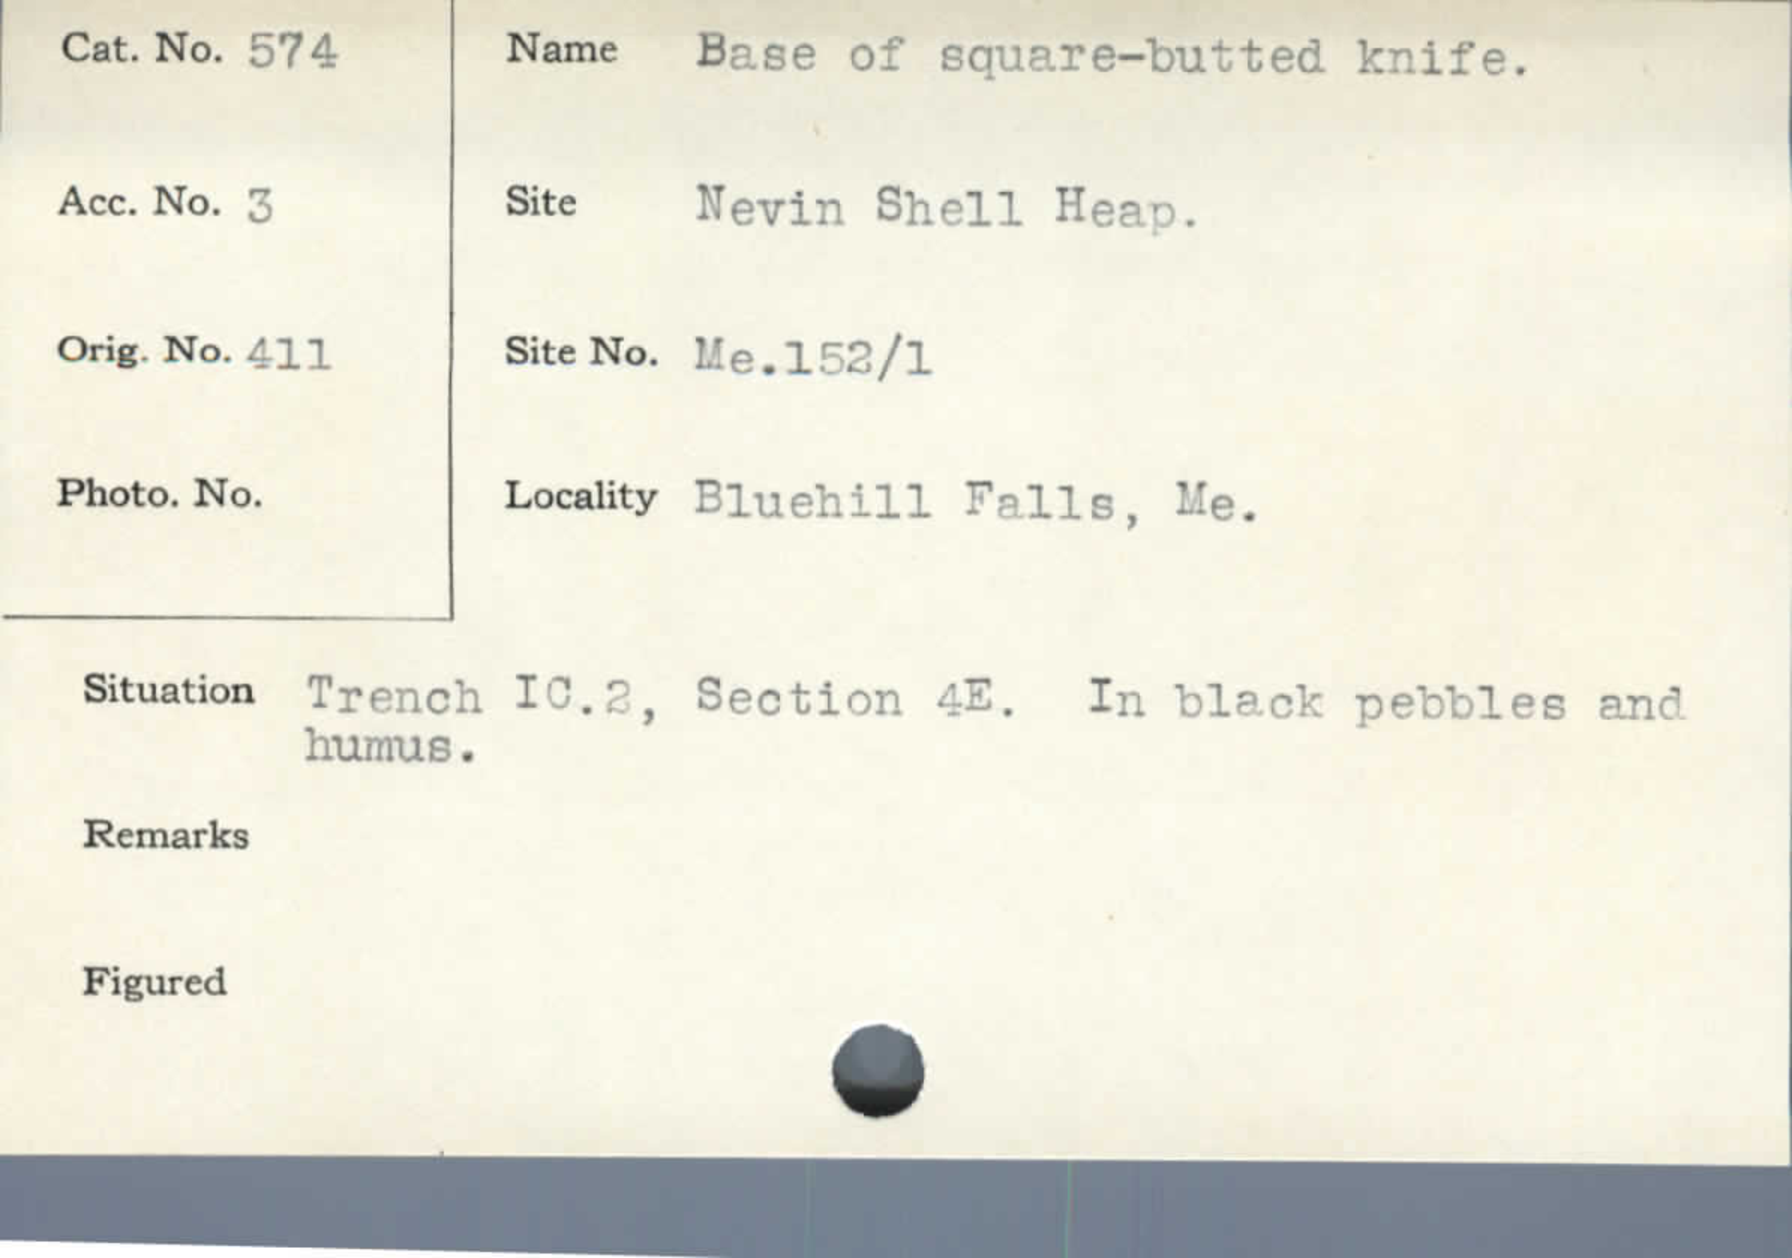 Cat. No. 574
Name Base of square-butted knife.
Acc. No. 3
Site Nevin Shell Heap.
Orig. No. 411
Site No. Me.152/1
Photo. No.
Locality Bluehill Falls, Me.
Situation Trench IC.2, Section 4E. In black pebbles and
humus.
Remarks
Figured